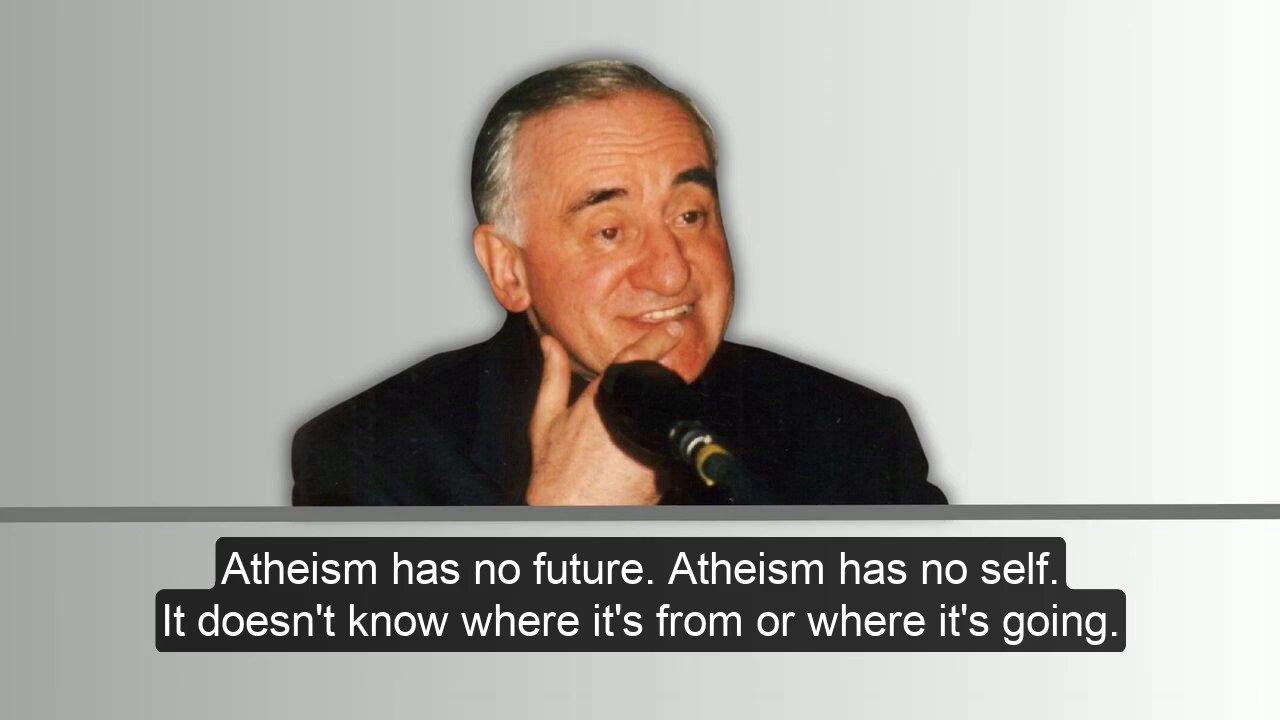 Atheism has no future. Atheism has no self.
It doesn't know where it's from or where it's going.